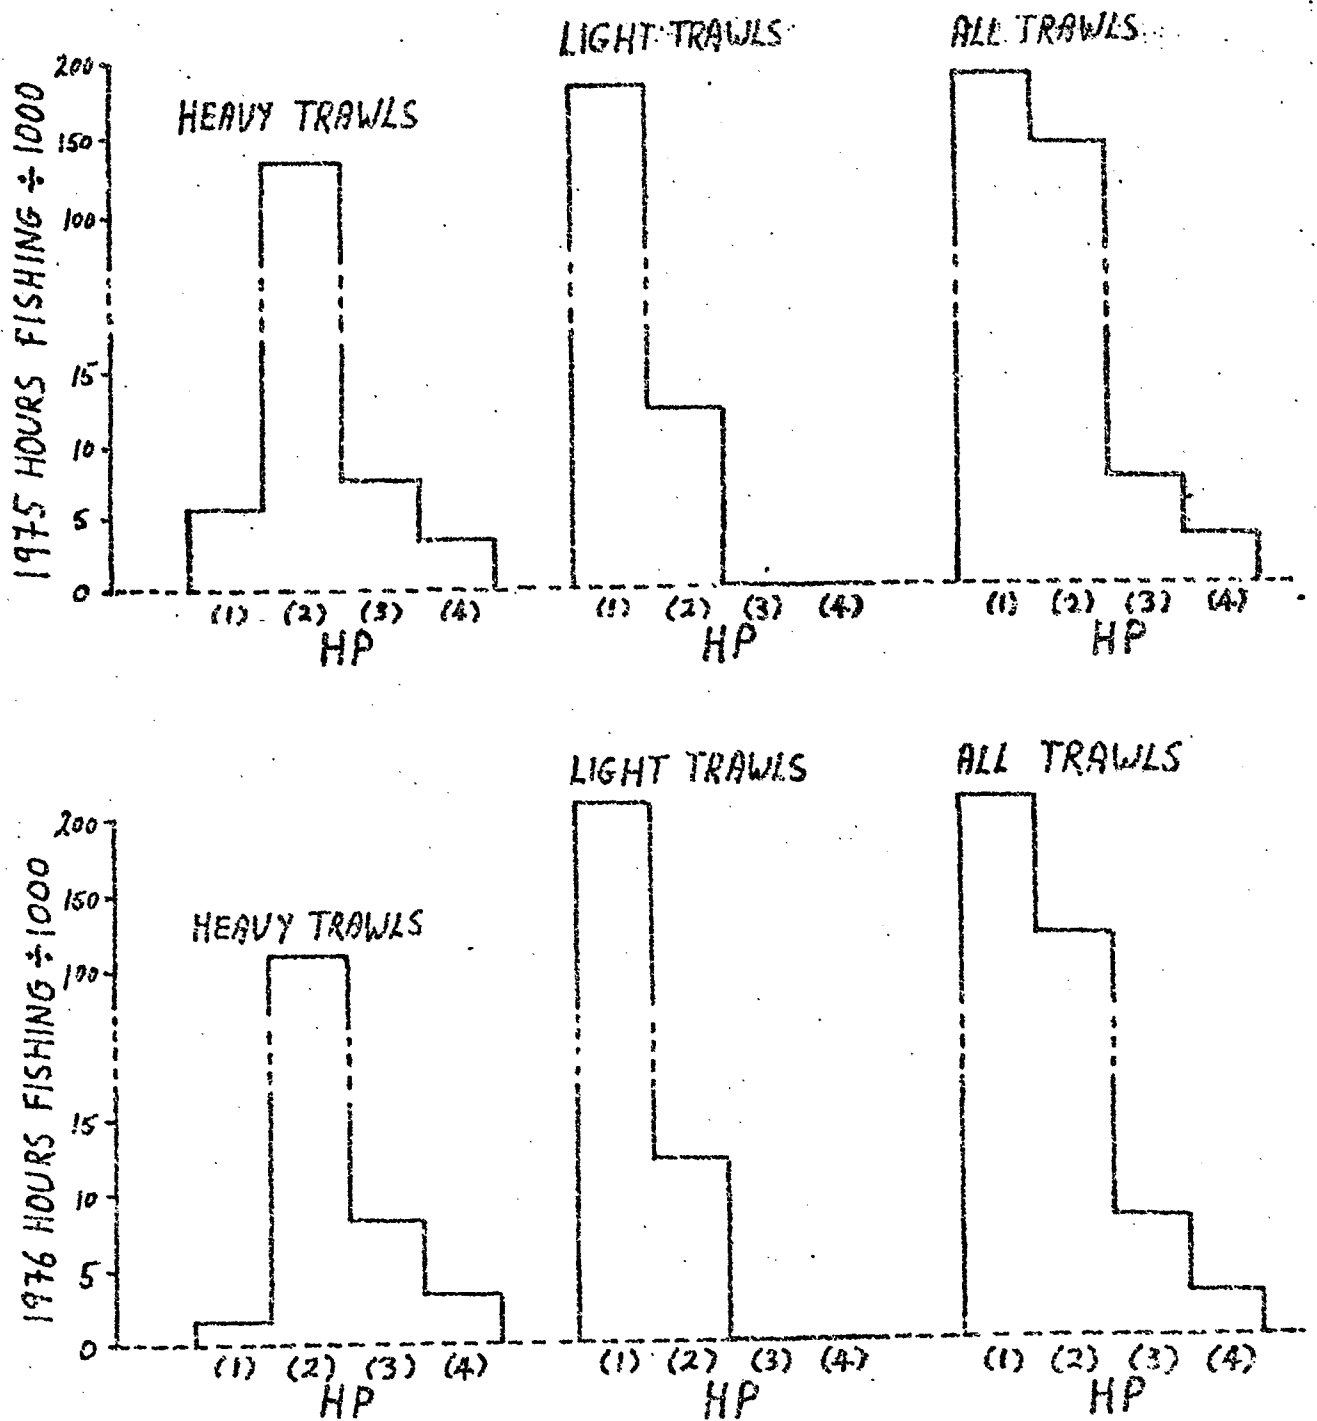 LIGHT TRAWLS
ALL TRAWLS
HEAVY TRAWLS
1975 HOURS FISHING ÷ 1000
200
150
100
15
10
5
0
(1) (2) (3) (4)
HP
(1) (2) (3) (4)
HP
(1) (2) (3) (4)
HP
LIGHT TRAWLS
ALL TRAWLS
HEAVY TRAWLS
1976 HOURS FISHING ÷ 1000
200
150
100
15
10
5
0
(1) (2) (3) (4)
HP
(1) (2) (3) (4)
HP
(1) (2) (3) (4)
HP